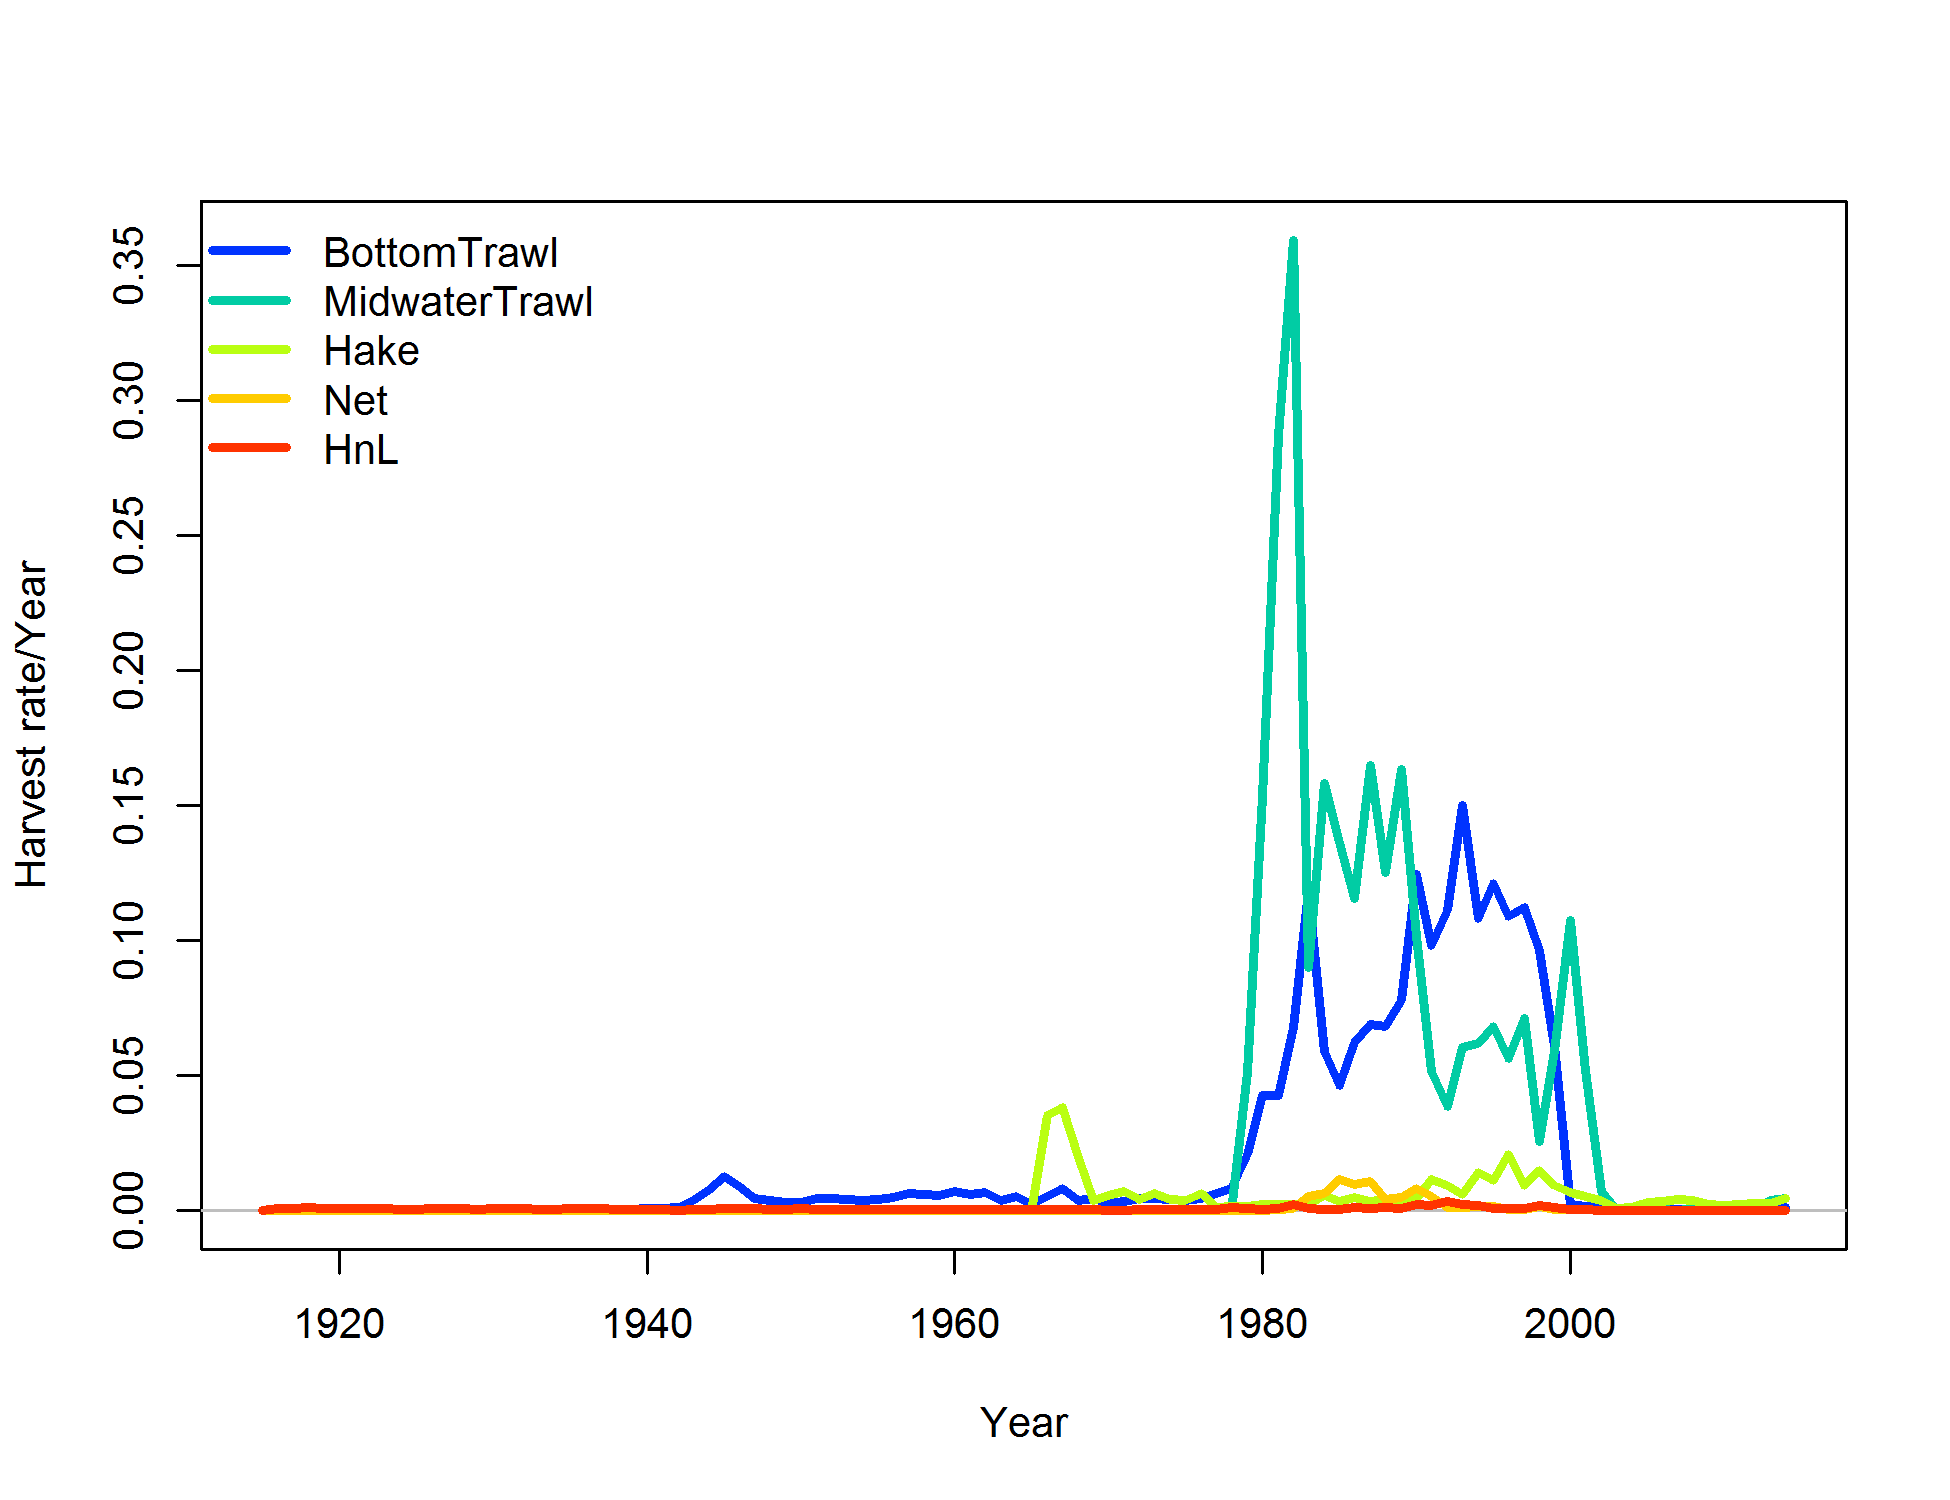 BottomTrawl
MidwaterTrawl
Hake
Net
HnL
0.35
0.30
0.25
0.20
0.15
0.10
0.05
0.00
Harvest rate/Year
1920 1940 1960 1980 2000
Year